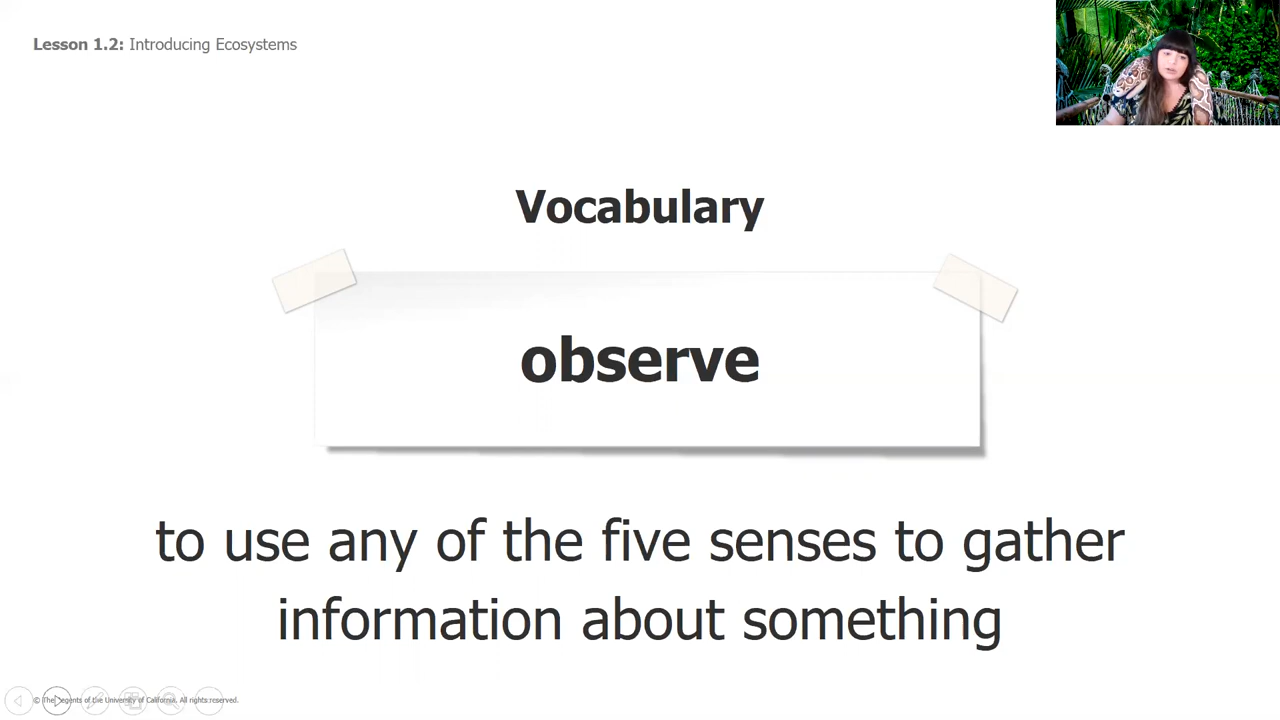 Lesson 1.2: Introducing Ecosystems
Vocabulary
observe
to use any of the five senses to gather
information about something
© The Regents of the University of California. All rights reserved.